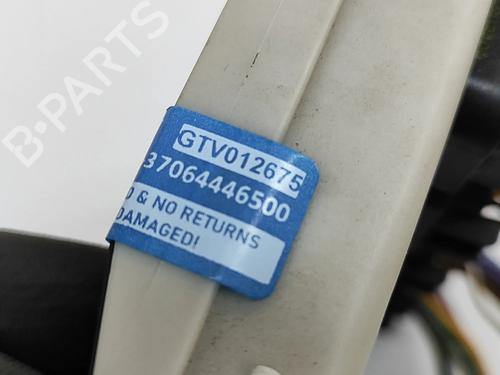 B-PARTS
GTV012675
37064446500
& NO RETURNS
DAMAGED!